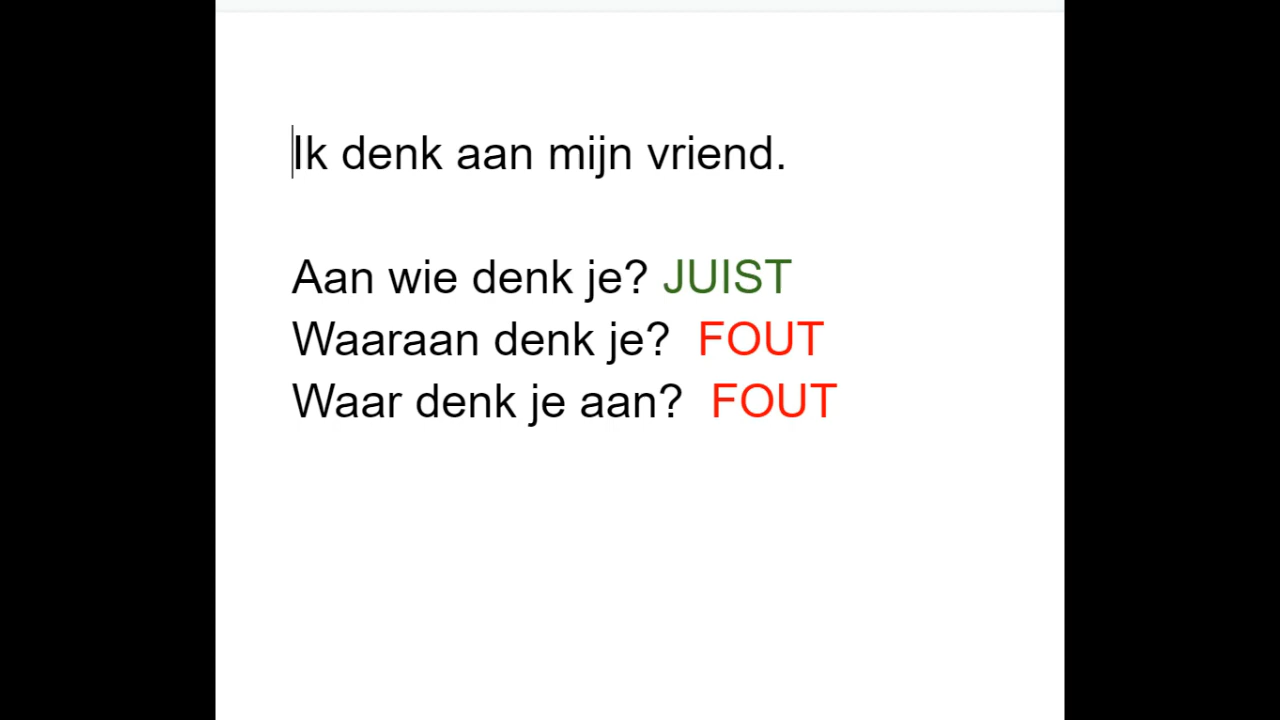 Ik denk aan mijn vriend.
Aan wie denk je? JUIST
Waaraan denk je? FOUT
Waar denk je aan? FOUT